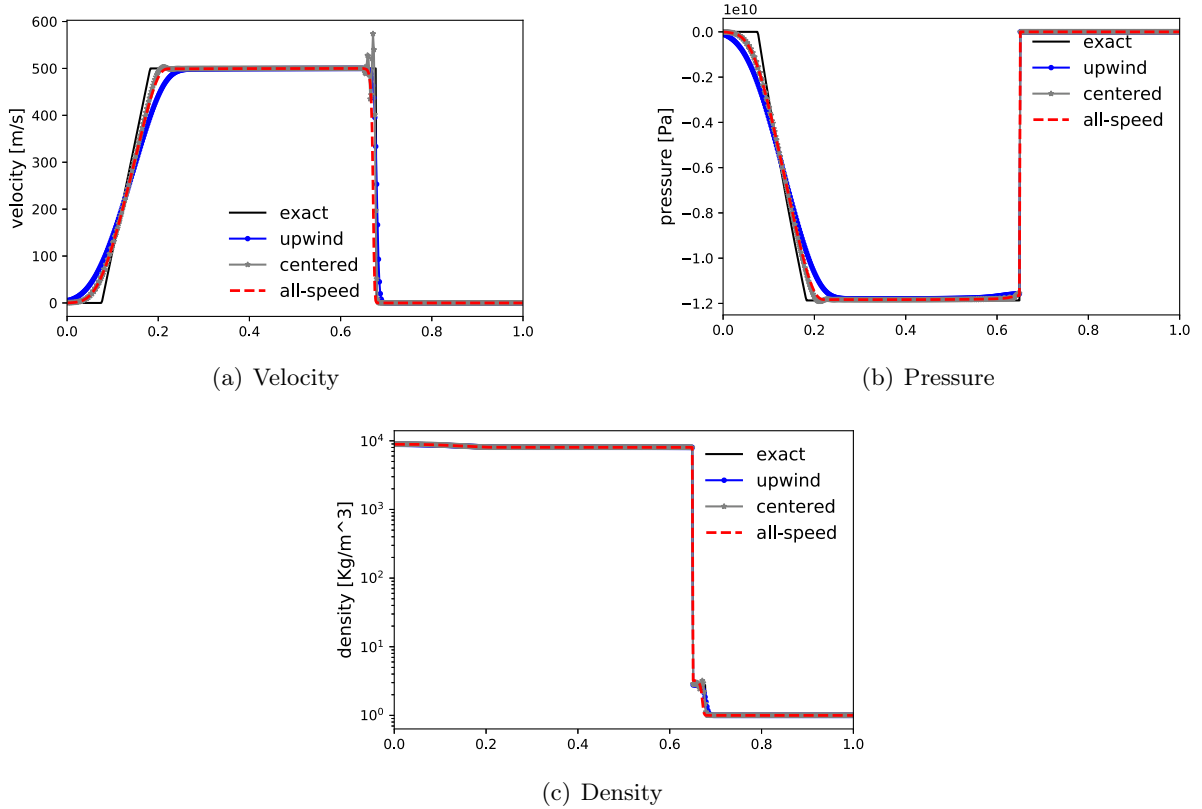 600
500
400
300
200
100
0
velocity [m/s]
exact
upwind
centered
all-speed
0.0 0.2 0.4 0.6 0.8 1.0
(a) Velocity
1e10
0.0
−0.2
−0.4
−0.6
−0.8
−1.0
−1.2
pressure [Pa]
exact
upwind
centered
all-speed
0.0 0.2 0.4 0.6 0.8 1.0
(b) Pressure
10^4
10^3
10^2
10^1
10^0
density [Kg/m^3]
exact
upwind
centered
all-speed
0.0 0.2 0.4 0.6 0.8 1.0
(c) Density